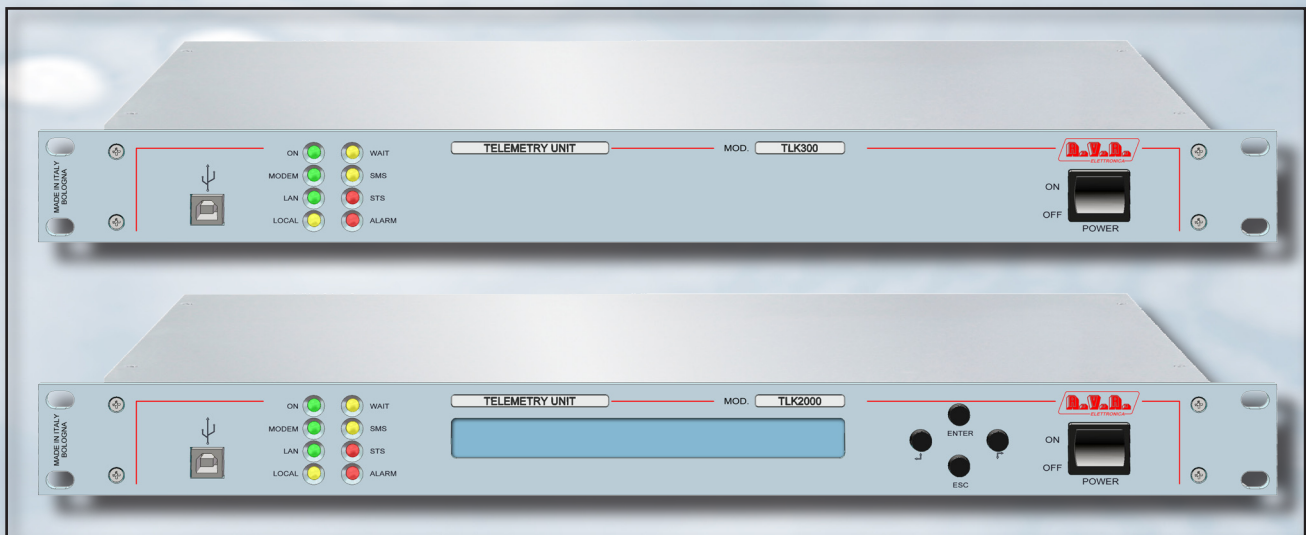 MADE IN ITALY
BOLOGNA
ON
WAIT
MODEM
SMS
LAN
STS
LOCAL
ALARM
TELEMETRY UNIT
MOD.
TLK300
R.V.R.
ELETTRONICA
ON
OFF
POWER
MADE IN ITALY
BOLOGNA
ON
WAIT
MODEM
SMS
LAN
STS
LOCAL
ALARM
TELEMETRY UNIT
MOD.
TLK2000
ENTER
ESC
R.V.R.
ELETTRONICA
ON
OFF
POWER